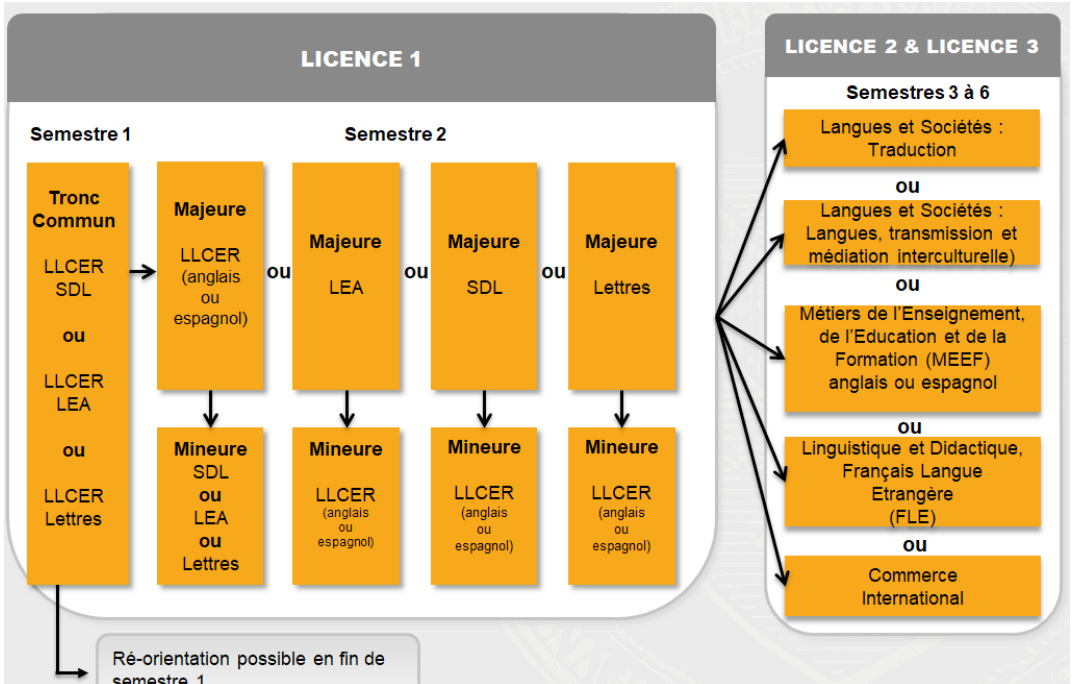 LICENCE 1
Semestre 1
Semestre 2
Tronc
Commun
LLCER
SDL
ou
LLCER
LEA
ou
LLCER
Lettres
Majeure
LLCER
(anglais
ou
espagnol)
ou
Majeure
LEA
ou
Majeure
SDL
ou
Majeure
Lettres
Mineure
SDL
ou
LEA
ou
Lettres
Mineure
LLCER
(anglais
ou
espagnol)
Mineure
LLCER
(anglais
ou
espagnol)
Mineure
LLCER
(anglais
ou
espagnol)
Ré-orientation possible en fin de
semestre 1
LICENCE 2 & LICENCE 3
Semestres 3 à 6
Langues et Sociétés :
Traduction
ou
Langues et Sociétés :
Langues, transmission et
médiation interculturelle)
ou
Métiers de l'Enseignement,
de l'Education et de la
Formation (MEEF)
anglais ou espagnol
ou
Linguistique et Didactique,
Français Langue
Etrangère
(FLE)
ou
Commerce
International